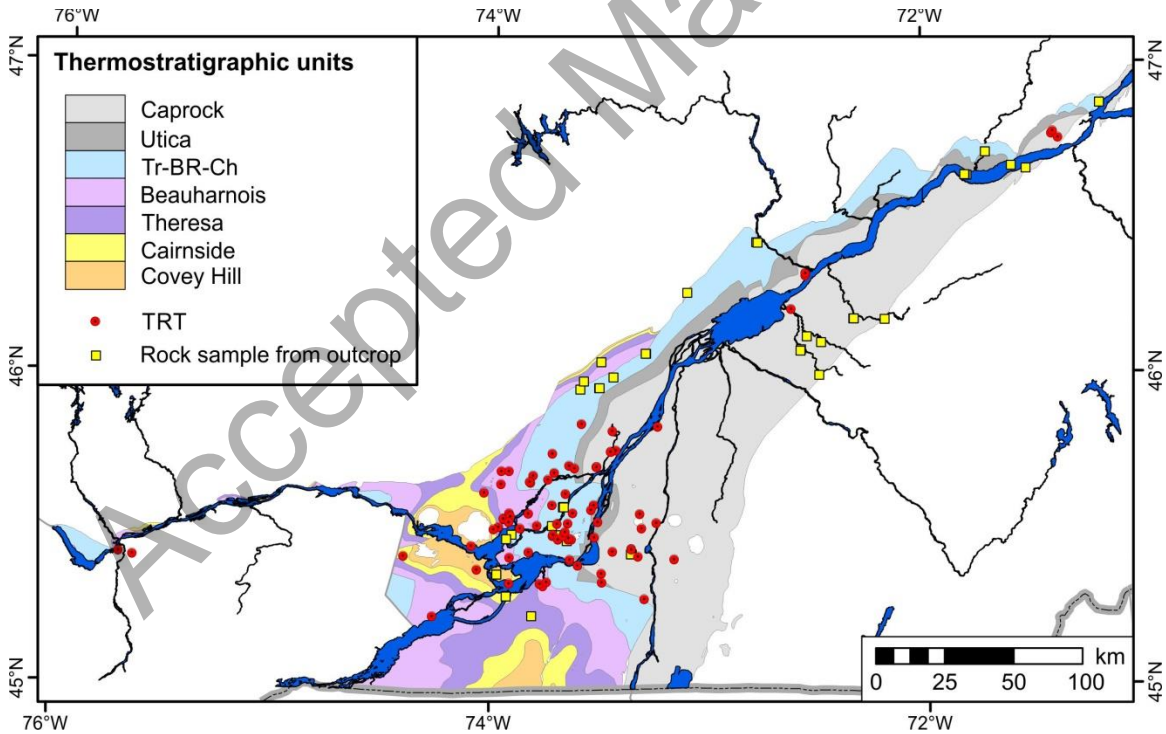 76°W 74°W 72°W
47°N 47°N
Thermostratigraphic units
Caprock
Utica
Tr-BR-Ch
Beauharnois
Theresa
Cairnside
Covey Hill
TRT
Rock sample from outcrop
46°N 46°N
Accepted Ma
km
0 25 50 100
45°N 45°N
76°W 74°W 72°W